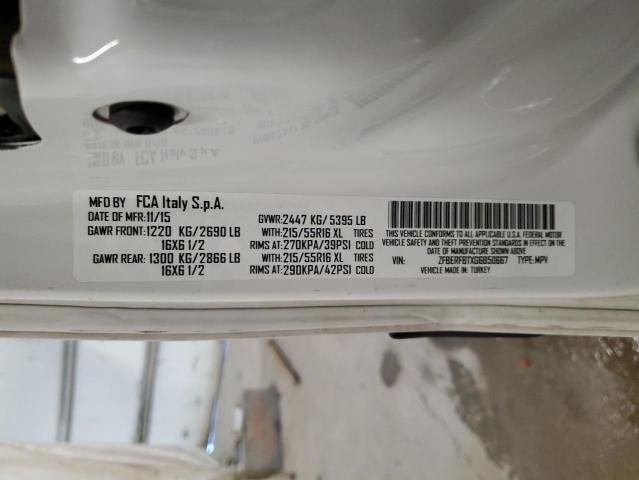 MFD BY FCA Italy S.p.A.
DATE OF MFR: 11/15 GVWR: 2447 KG/ 5395 LB
GAWR FRONT: 1220 KG/2690 LB WITH: 215/55R16 XL TIRES
16X6 1/2 RIMS AT: 270KPA/39PSI COLD
GAWR REAR: 1300 KG/2866 LB WITH: 215/55R16 XL TIRES
16X6 1/2 RIMS AT: 290KPA/42PSI COLD
THIS VEHICLE CONFORMS TO ALL APPLICABLE U.S.A. FEDERAL MOTOR
VEHICLE SAFETY AND THEFT PREVENTION STANDARDS IN EFFECT ON THE
DATE OF MANUFACTURE SHOWN ABOVE
VIN: ZFBERFBTXG6B50667 TYPE: MPV
VEHICLE MADE IN: TURKEY